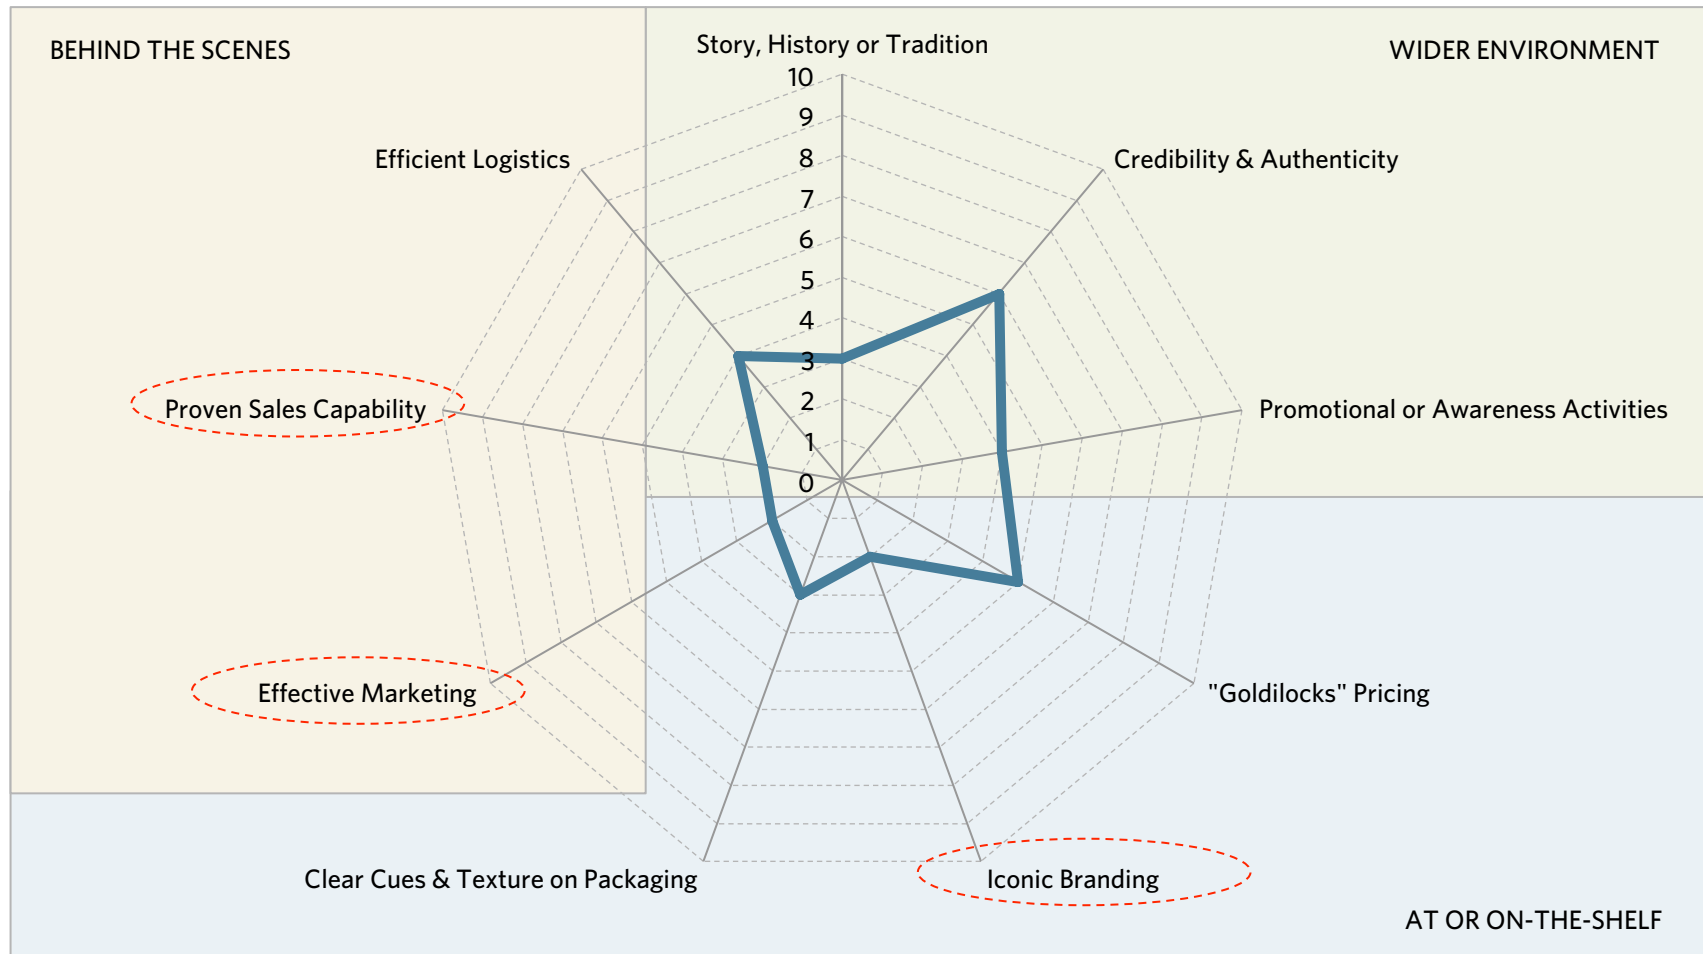 BEHIND THE SCENES
Story, History or Tradition
WIDER ENVIRONMENT
10
9
8
7
6
5
4
3
2
1
0
Efficient Logistics
Credibility & Authenticity
Proven Sales Capability
Promotional or Awareness Activities
Effective Marketing
"Goldilocks" Pricing
Clear Cues & Texture on Packaging
Iconic Branding
AT OR ON-THE-SHELF